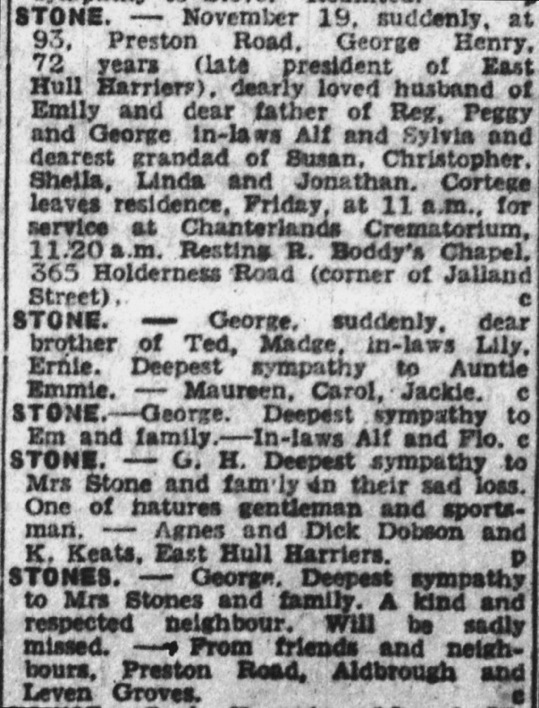 STONE. — November 19, suddenly, at
93, Preston Road, George Henry,
72 years (late president of East
Hull Harriers), dearly loved husband of
Emily and dear father of Reg, Peggy
and George in-laws Alf and Sylvia and
dearest grandad of Susan, Christopher,
Sheila, Linda and Jonathan. Cortege
leaves residence, Friday, at 11 a.m., for
service at Chanterlands Crematorium,
11.20 a.m. Resting R. Boddy's Chapel,
365 Holderness Road (corner of Jalland
Street). c
STONE. — George, suddenly, dear
brother of Ted, Madge, in-laws Lily,
Ernie. Deepest sympathy to Auntie
Emmie. — Maureen, Carol, Jackie. c
STONE.—George. Deepest sympathy to
Em and family.—In-laws Alf and Flo. c
STONE. — G. H. Deepest sympathy to
Mrs Stone and fam'ly in their sad loss.
One of natures gentleman and sports-
man. — Agnes and Dick Dobson and
K. Keats, East Hull Harriers. p
STONES. — George. Deepest sympathy
to Mrs Stones and family. A kind and
respected neighbour. Will be sadly
missed. — From friends and neigh-
bours, Preston Road, Aldbrough and
Leven Groves. c